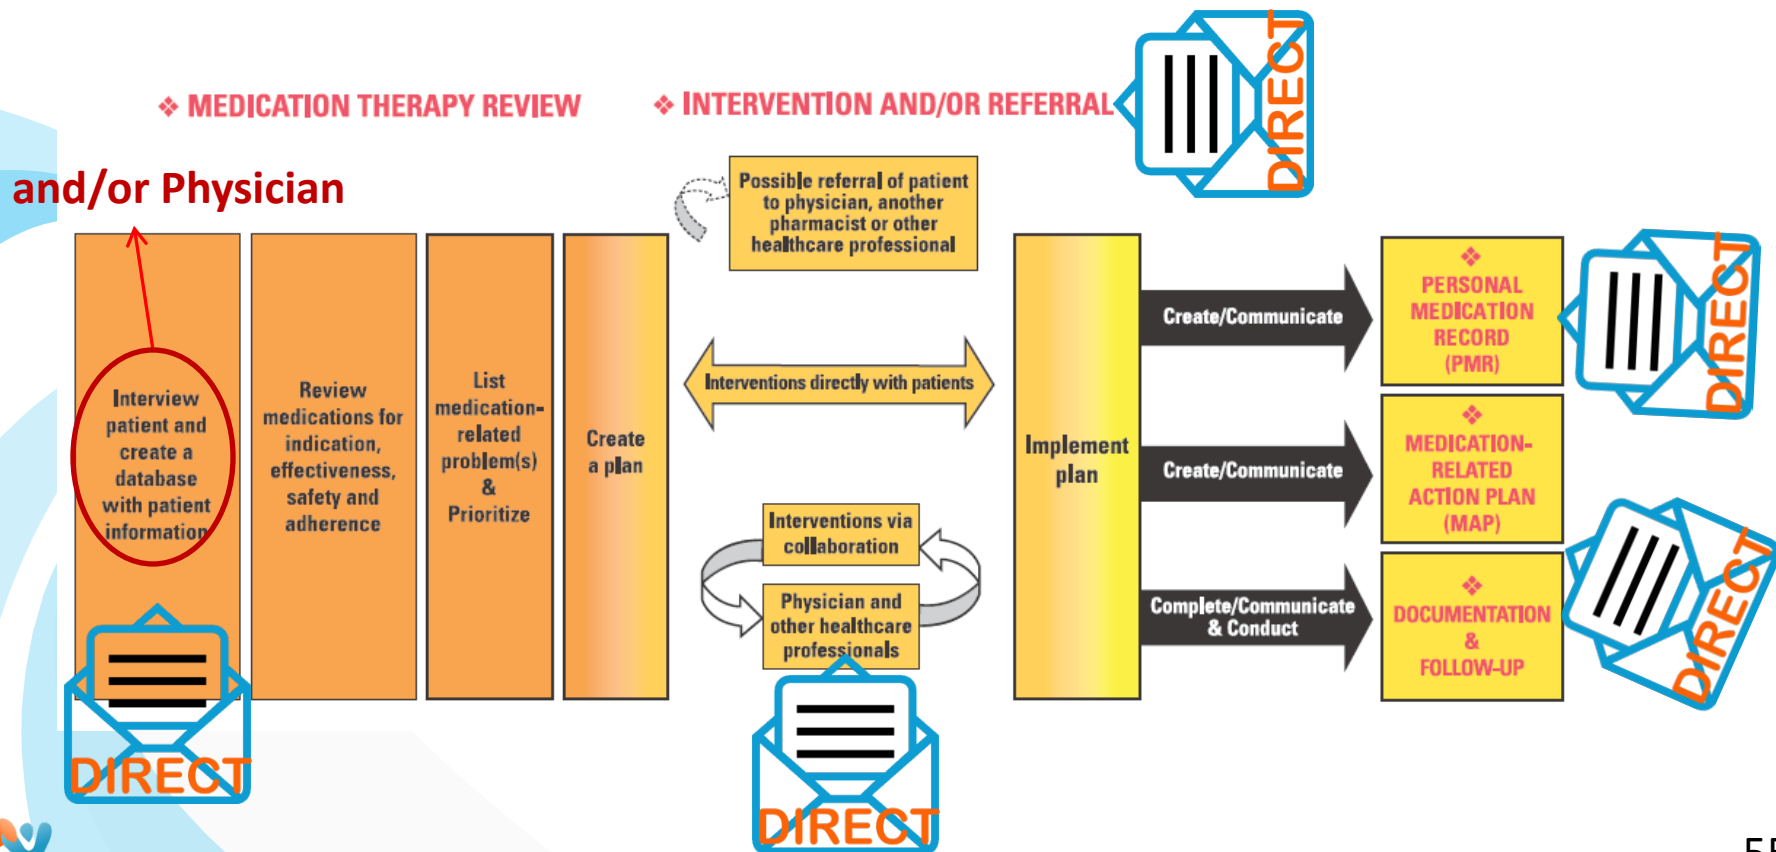 ❖ MEDICATION THERAPY REVIEW
❖ INTERVENTION AND/OR REFERRAL
DIRECT
and/or Physician
Interview
patient and
create a
database
with patient
information
DIRECT
Review
medications for
indication,
effectiveness,
safety and
adherence
List
medication-
related
problem(s)
&
Prioritize
Create
a plan
Possible referral of patient
to physician, another
pharmacist or other
healthcare professional
Interventions directly with patients
Interventions via
collaboration
Physician and
other healthcare
professionals
DIRECT
Implement
plan
Create/Communicate
❖
PERSONAL
MEDICATION
RECORD
(PMR)
DIRECT
Create/Communicate
❖
MEDICATION-
RELATED
ACTION PLAN
(MAP)
Complete/Communicate
& Conduct
❖
DOCUMENTATION
&
FOLLOW-UP
DIRECT